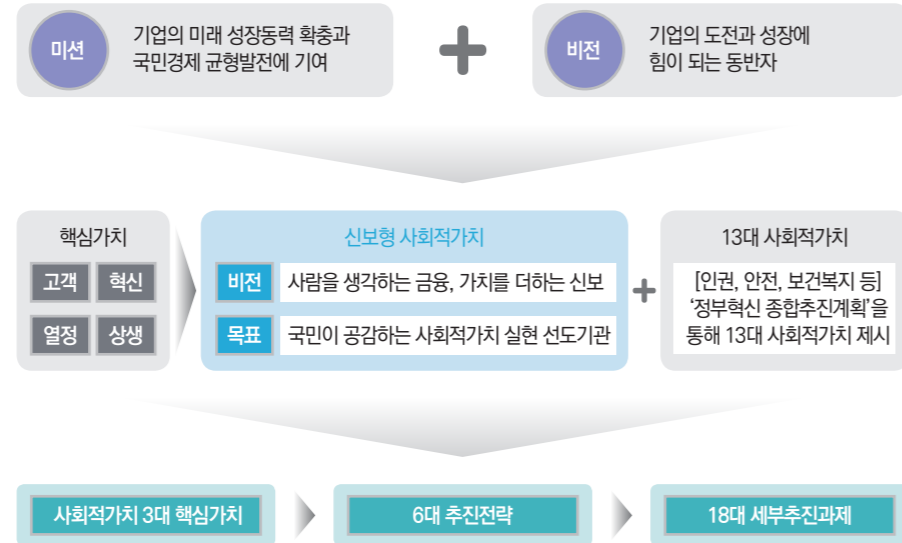 미션
기업의 미래 성장동력 확충과
국민경제 균형발전에 기여
비전
기업의 도전과 성장에
힘이 되는 동반자
핵심가치
고객 혁신
열정 상생
신보형 사회적가치
비전 사람을 생각하는 금융, 가치를 더하는 신보
목표 국민이 공감하는 사회적가치 실현 선도기관
13대 사회적가치
[인권, 안전, 보건복지 등]
‘정부혁신 종합추진계획’을
통해 13대 사회적가치 제시
사회적가치 3대 핵심가치
6대 추진전략
18대 세부추진과제